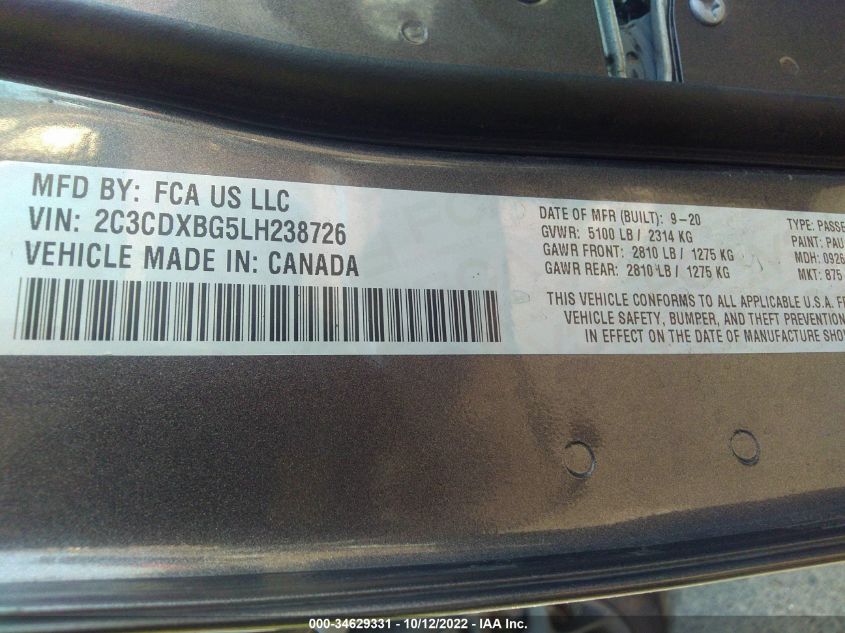 MFD BY: FCA US LLC
VIN: 2C3CDXBG5LH238726
VEHICLE MADE IN: CANADA
DATE OF MFR (BUILT): 9-20
GVWR: 5100 LB / 2314 KG
GAWR FRONT: 2810 LB / 1275 KG
GAWR REAR: 2810 LB / 1275 KG
THIS VEHICLE CONFORMS TO ALL APPLICABLE U.S.A. F
VEHICLE SAFETY, BUMPER, AND THEFT PREVENTION
IN EFFECT ON THE DATE OF MANUFACTURE SHO
TYPE: PASSE
PAINT: PAU
MDH: 0926
MKT: 875
000-34629331 - 10/12/2022 - IAA Inc.